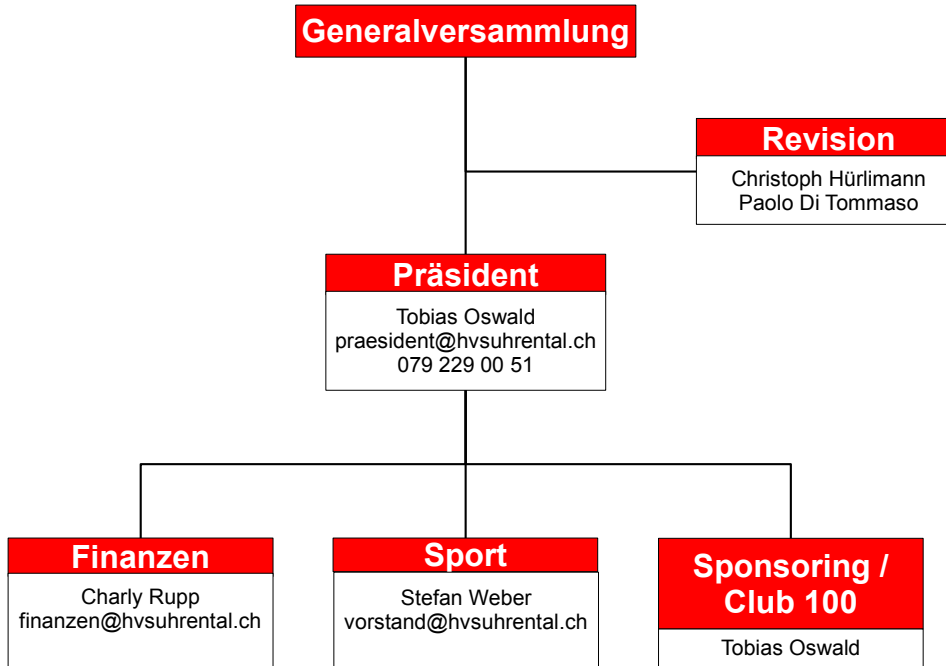 Generalversammlung
Revision
Christoph Hürlimann
Paolo Di Tommaso
Präsident
Tobias Oswald
praesident@hvsuhrental.ch
079 229 00 51
Finanzen
Charly Rupp
finanzen@hvsuhrental.ch
Sport
Stefan Weber
vorstand@hvsuhrental.ch
Sponsoring /
Club 100
Tobias Oswald